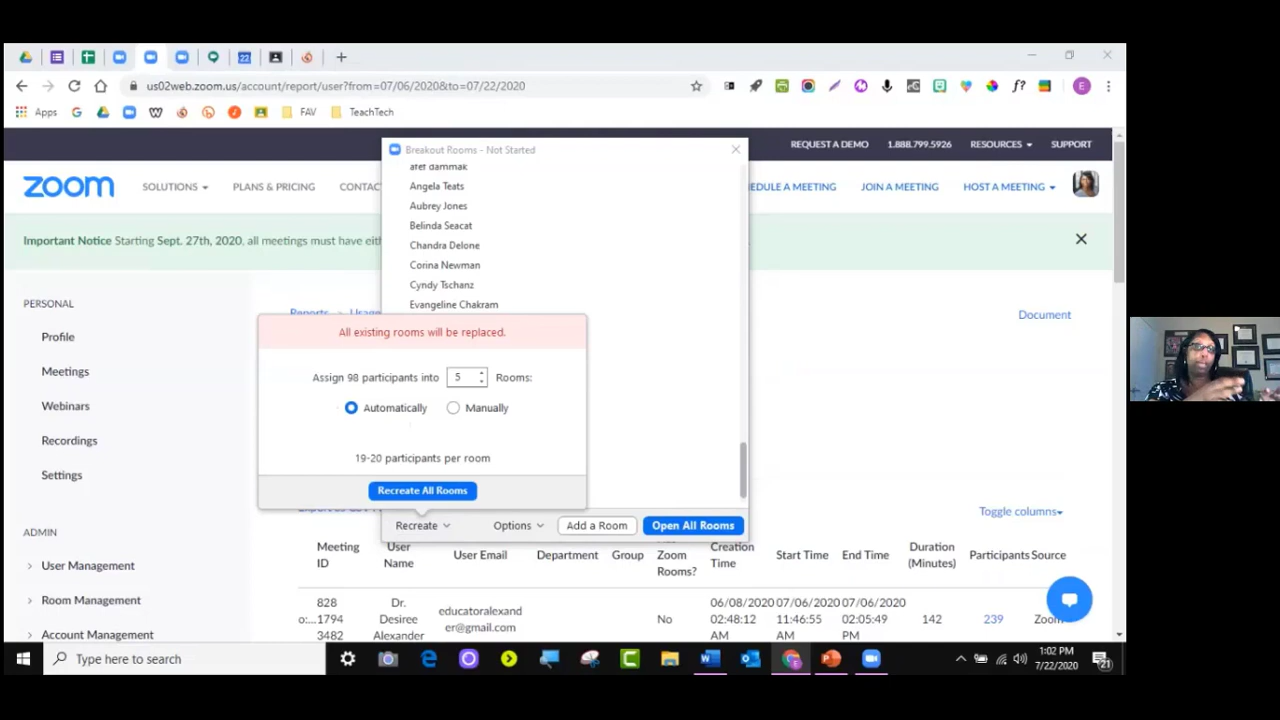 us02web.zoom.us/account/report/user?from=07/06/2020&to=07/22/2020
Apps
FAV
TeachTech
Breakout Rooms - Not Started
REQUEST A DEMO 1.888.799.5926 RESOURCES SUPPORT
zoom SOLUTIONS PLANS & PRICING CONTAC
EDULE A MEETING JOIN A MEETING HOST A MEETING
Important Notice Starting Sept. 27th, 2020, all meetings must have eith
afef dammak
Angela Teats
Aubrey Jones
Belinda Seacat
Chandra Delone
Corina Newman
Cyndy Tschanz
Evangeline Chakram
PERSONAL
Profile
Meetings
Webinars
Recordings
Settings
ADMIN
User Management
Room Management
Account Management
Reports Usage
Document
All existing rooms will be replaced.
Assign 98 participants into 5 Rooms:
Automatically Manually
19-20 participants per room
Recreate All Rooms
Recreate Options Add a Room Open All Rooms
Toggle columns
Meeting ID
User Name
User Email
Department
Group
Zoom Rooms?
Creation Time
Start Time
End Time
Duration (Minutes)
Participants
Source
828
o:... 1794
3482
Dr.
Desiree
Alexander
educatoralexand
er@gmail.com
No
06/08/2020
02:48:12
AM
07/06/2020
11:46:55
AM
07/06/2020
02:05:49
PM
142
239
Zoom
Type here to search
1:02 PM
7/22/2020
21